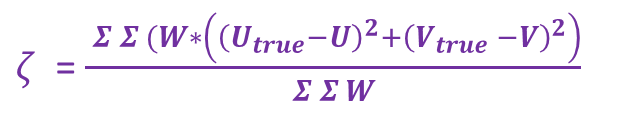 ζ = Σ Σ (W*((U_true−U)²+(V_true −V)²)
Σ Σ W